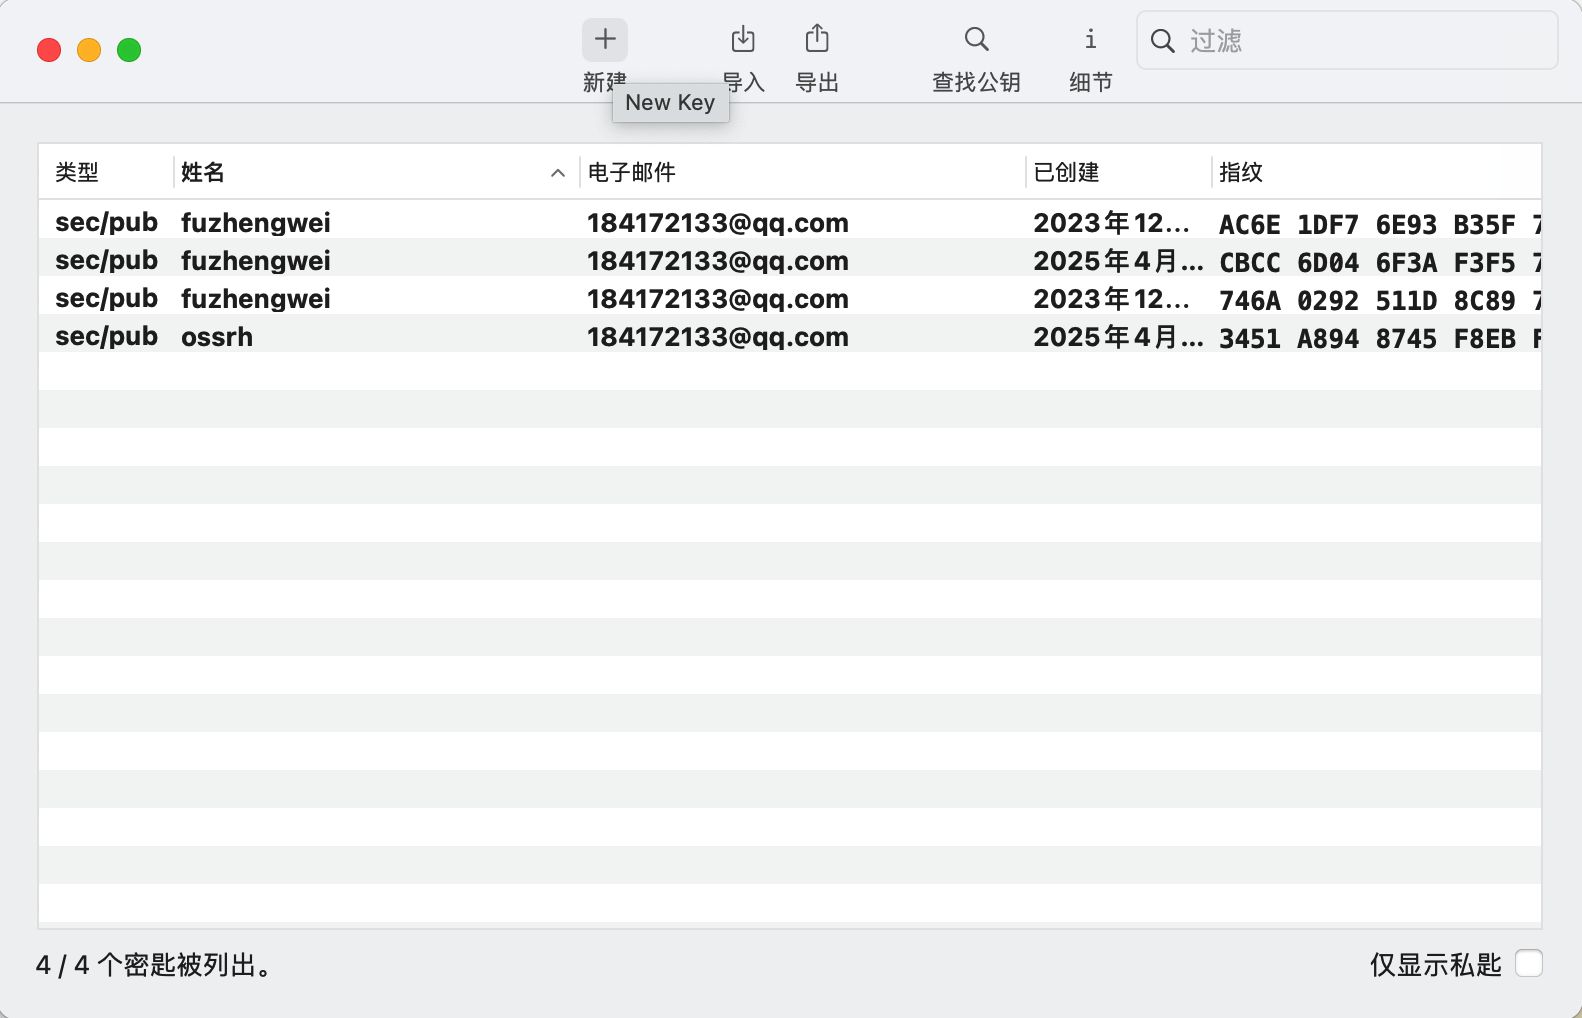 新建 导入 导出 查找公钥 细节 过滤
New Key
类型 姓名 电子邮件 已创建 指纹
sec/pub fuzhengwei 184172133@qq.com 2023年12... AC6E 1DF7 6E93 B35F 7
sec/pub fuzhengwei 184172133@qq.com 2025年4月... CBCC 6D04 6F3A F3F5 7
sec/pub fuzhengwei 184172133@qq.com 2023年12... 746A 0292 511D 8C89 7
sec/pub ossrh 184172133@qq.com 2025年4月... 3451 A894 8745 F8EB F
4 / 4 个密匙被列出。 仅显示私匙